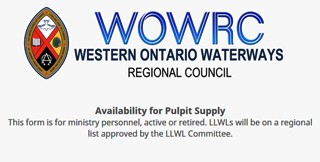 WOWRC
WESTERN ONTARIO WATERWAYS
REGIONAL COUNCIL
Availability for Pulpit Supply
This form is for ministry personnel, active or retired. LLWLs will be on a regional
list approved by the LLWL Committee.